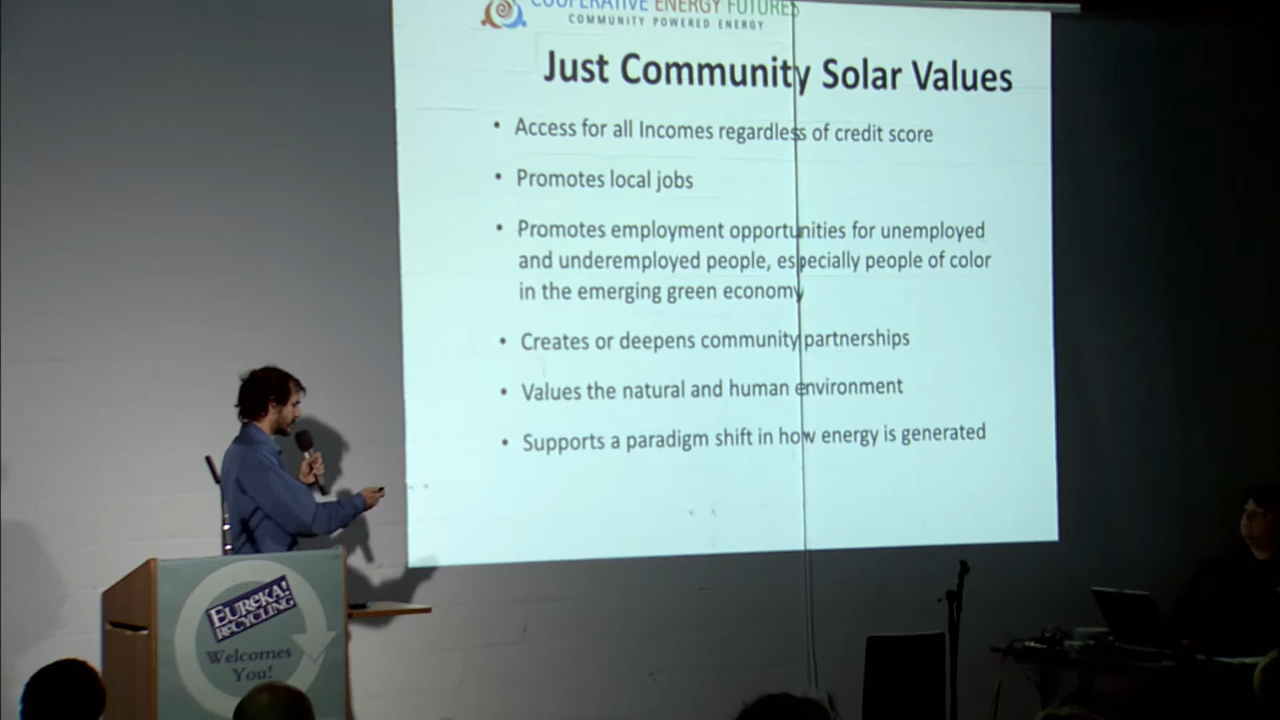 COOPERATIVE ENERGY FUTURES
COMMUNITY POWERED ENERGY
Just Community Solar Values
• Access for all Incomes regardless of credit score
• Promotes local jobs
• Promotes employment opportunities for unemployed
and underemployed people, especially people of color
in the emerging green economy
• Creates or deepens community partnerships
• Values the natural and human environment
• Supports a paradigm shift in how energy is generated
EUREKA!
RECYCLING
Welcomes
You!